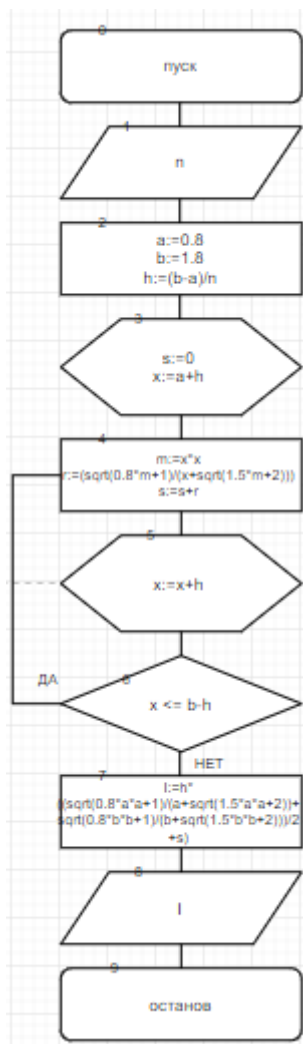 0
пуск
1
n
2
a:=0.8
b:=1.8
h:=(b-a)/n
3
s:=0
x:=a+h
4
m:=x*x
r:=(sqrt(0.8*m+1)/(x+sqrt(1.5*m+2)))
s:=s+r
5
x:=x+h
6
ДА
x <= b-h
НЕТ
7
I:=h*
((sqrt(0.8*a*a+1)/(a+sqrt(1.5*a*a+2))+
sqrt(0.8*b*b+1)/(b+sqrt(1.5*b*b+2)))/2
+s)
8
I
9
останов